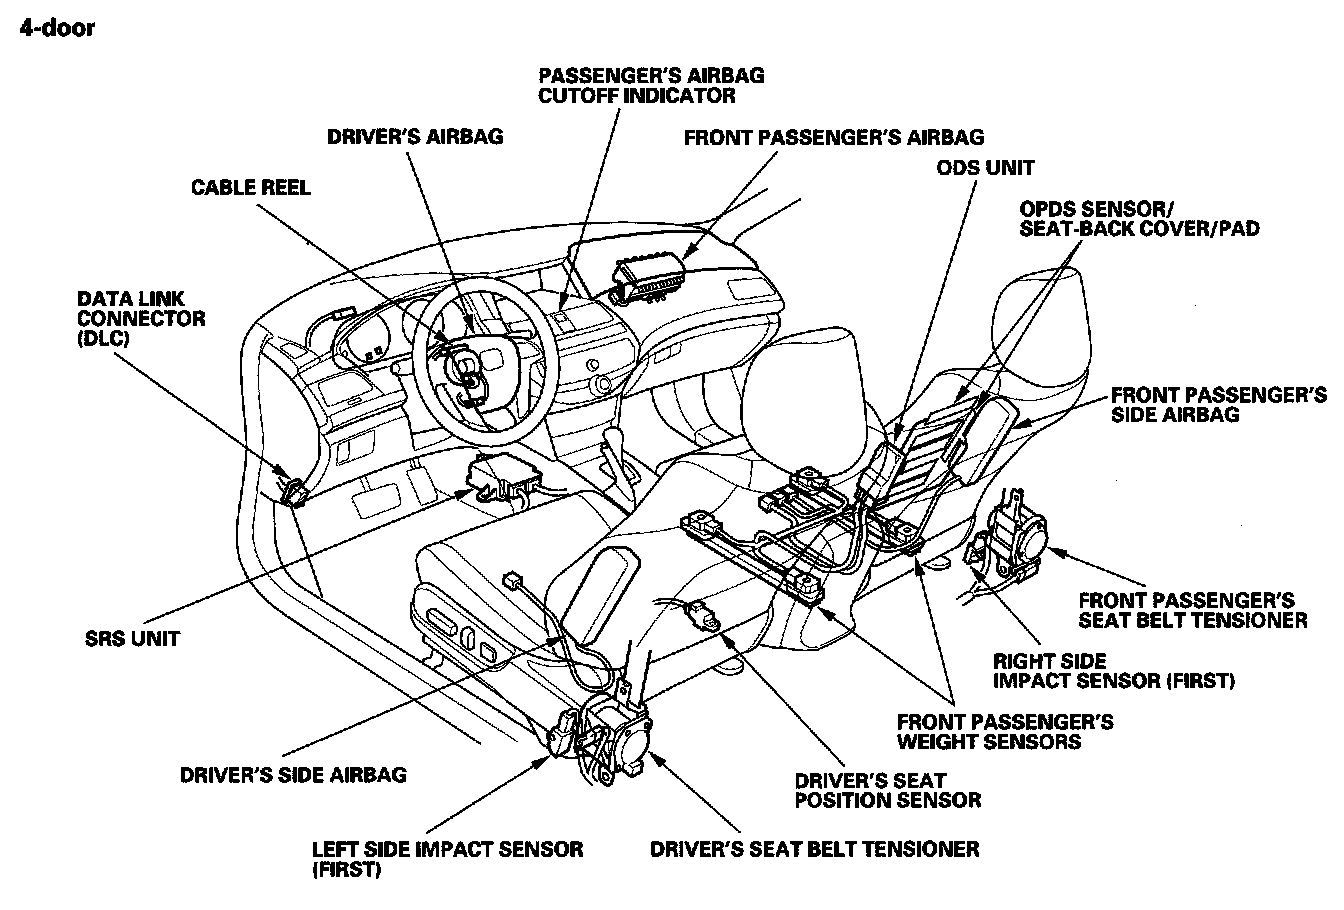 4-door
PASSENGER'S AIRBAG
CUTOFF INDICATOR
DRIVER'S AIRBAG
FRONT PASSENGER'S AIRBAG
ODS UNIT
CABLE REEL
OPDS SENSOR/
SEAT-BACK COVER/PAD
DATA LINK
CONNECTOR
(DLC)
FRONT PASSENGER'S
SIDE AIRBAG
FRONT PASSENGER'S
SEAT BELT TENSIONER
SRS UNIT
RIGHT SIDE
IMPACT SENSOR (FIRST)
FRONT PASSENGER'S
WEIGHT SENSORS
DRIVER'S SIDE AIRBAG
DRIVER'S SEAT
POSITION SENSOR
LEFT SIDE IMPACT SENSOR
(FIRST)
DRIVER'S SEAT BELT TENSIONER